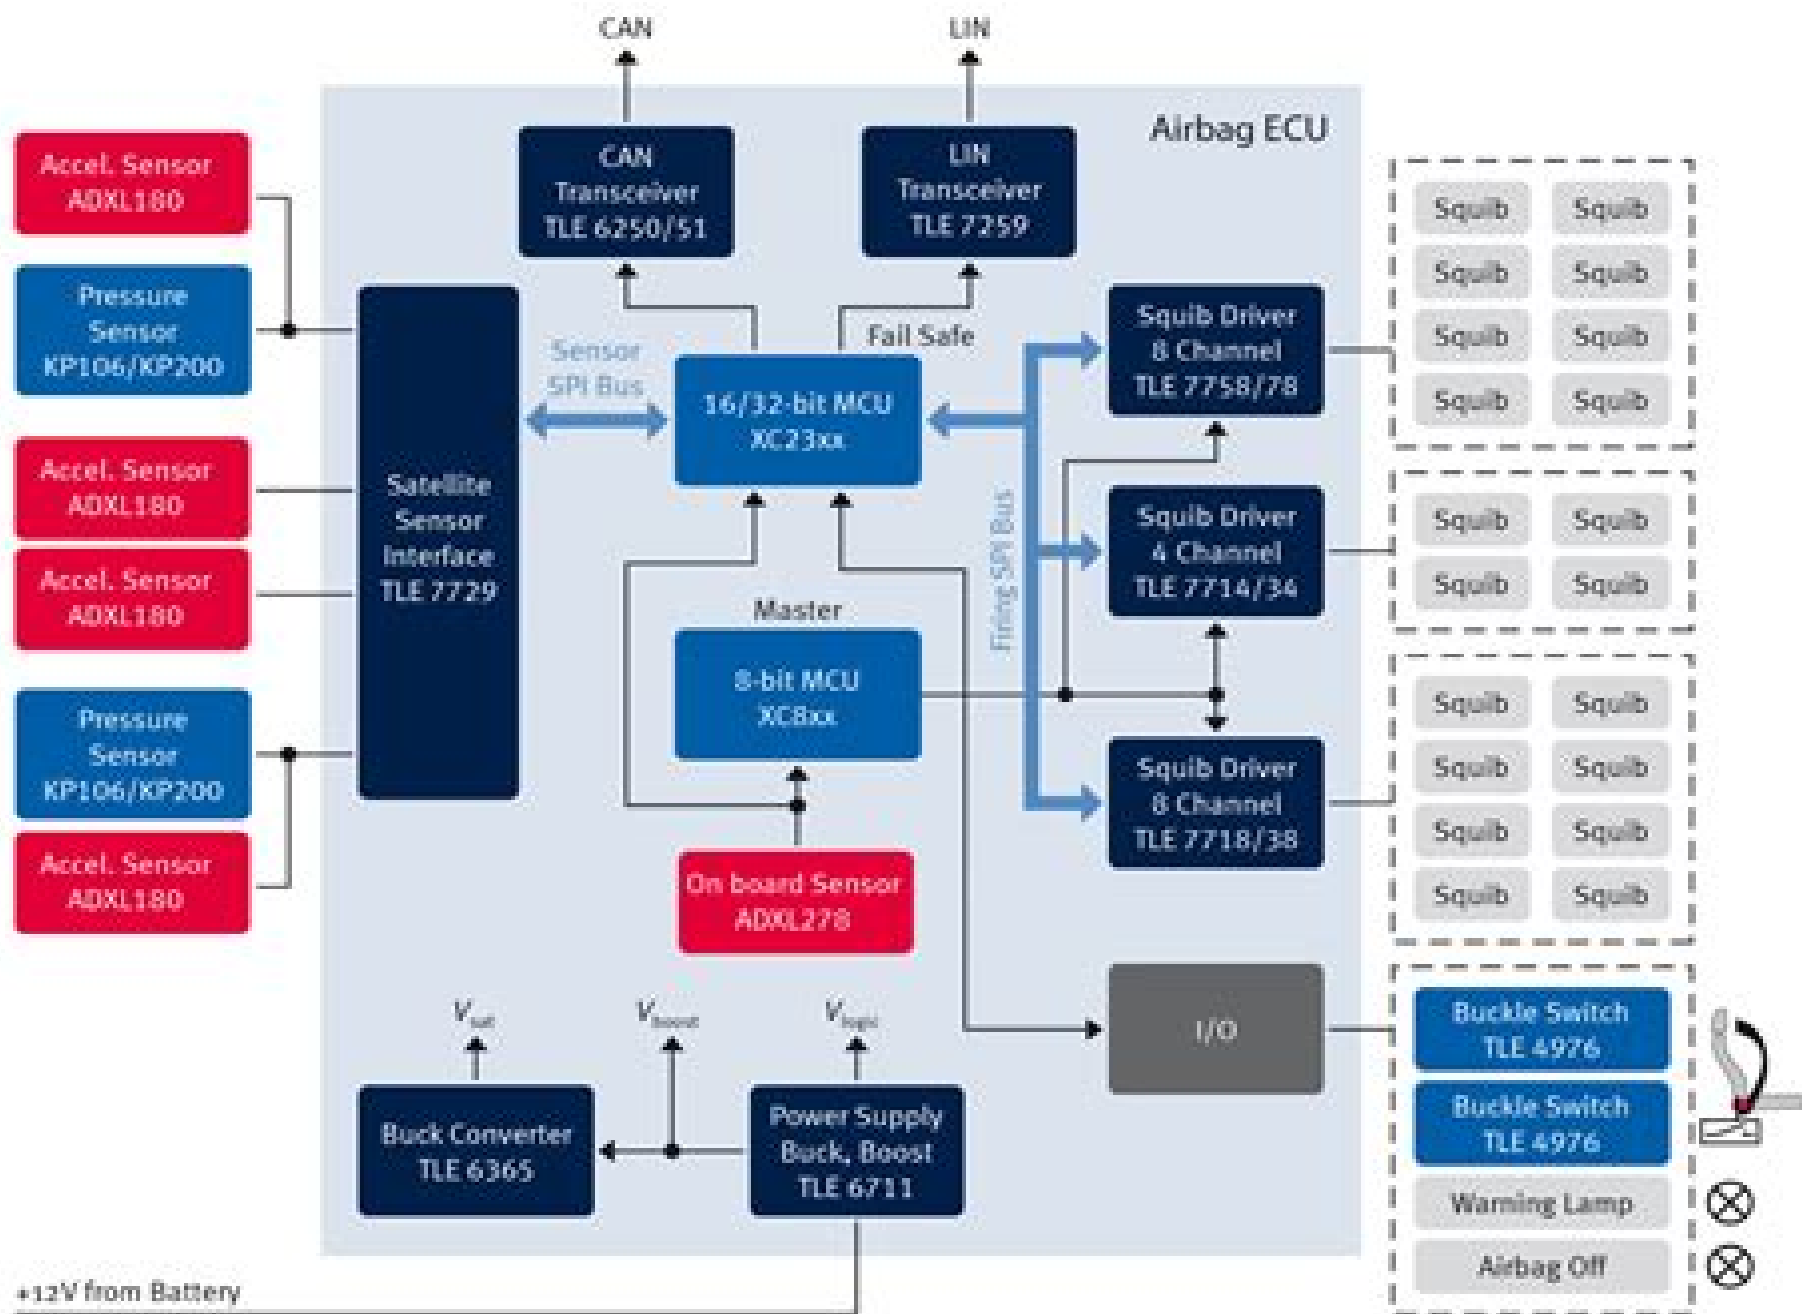 CAN
LIN
Airbag ECU
Accel. Sensor
ADXL180
Pressure
Sensor
KP106/KP200
Accel. Sensor
ADXL180
Accel. Sensor
ADXL180
Pressure
Sensor
KP106/KP200
Accel. Sensor
ADXL180
Satellite
Sensor
Interface
TLE 7729
CAN
Transceiver
TLE 6250/51
LIN
Transceiver
TLE 7259
Sensor
SPI Bus
Fail Safe
16/32-bit MCU
XC23xx
Master
8-bit MCU
XC8xx
On board Sensor
ADXL278
Firing SPI Bus
Squib Driver
8 Channel
TLE 7758/78
Squib Driver
4 Channel
TLE 7714/34
Squib Driver
8 Channel
TLE 7718/38
I/O
Vsat
Vboost
Vlogic
Buck Converter
TLE 6365
Power Supply
Buck, Boost
TLE 6711
+12V from Battery
Squib Squib
Squib Squib
Squib Squib
Squib Squib
Squib Squib
Squib Squib
Squib Squib
Squib Squib
Squib Squib
Squib Squib
Buckle Switch
TLE 4976
Buckle Switch
TLE 4976
Warning Lamp
Airbag Off